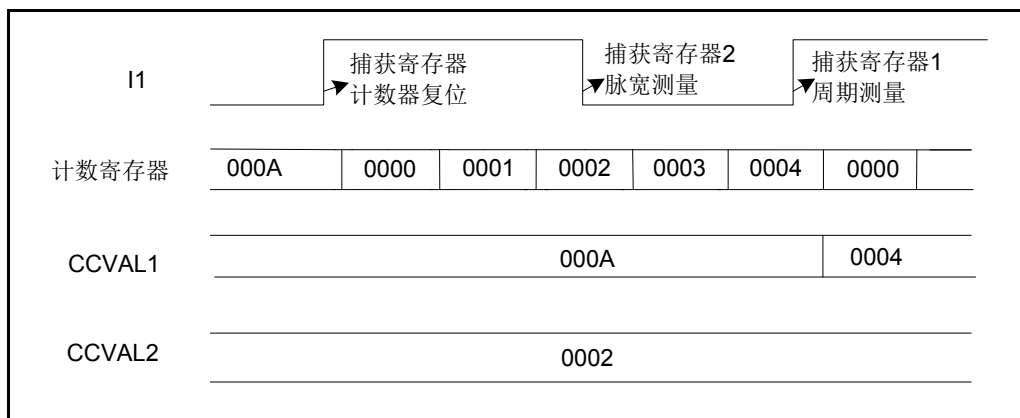 I1
捕获寄存器
计数器复位
捕获寄存器2
脉宽测量
捕获寄存器1
周期测量
计数寄存器 000A 0000 0001 0002 0003 0004 0000
CCVAL1 000A 0004
CCVAL2 0002